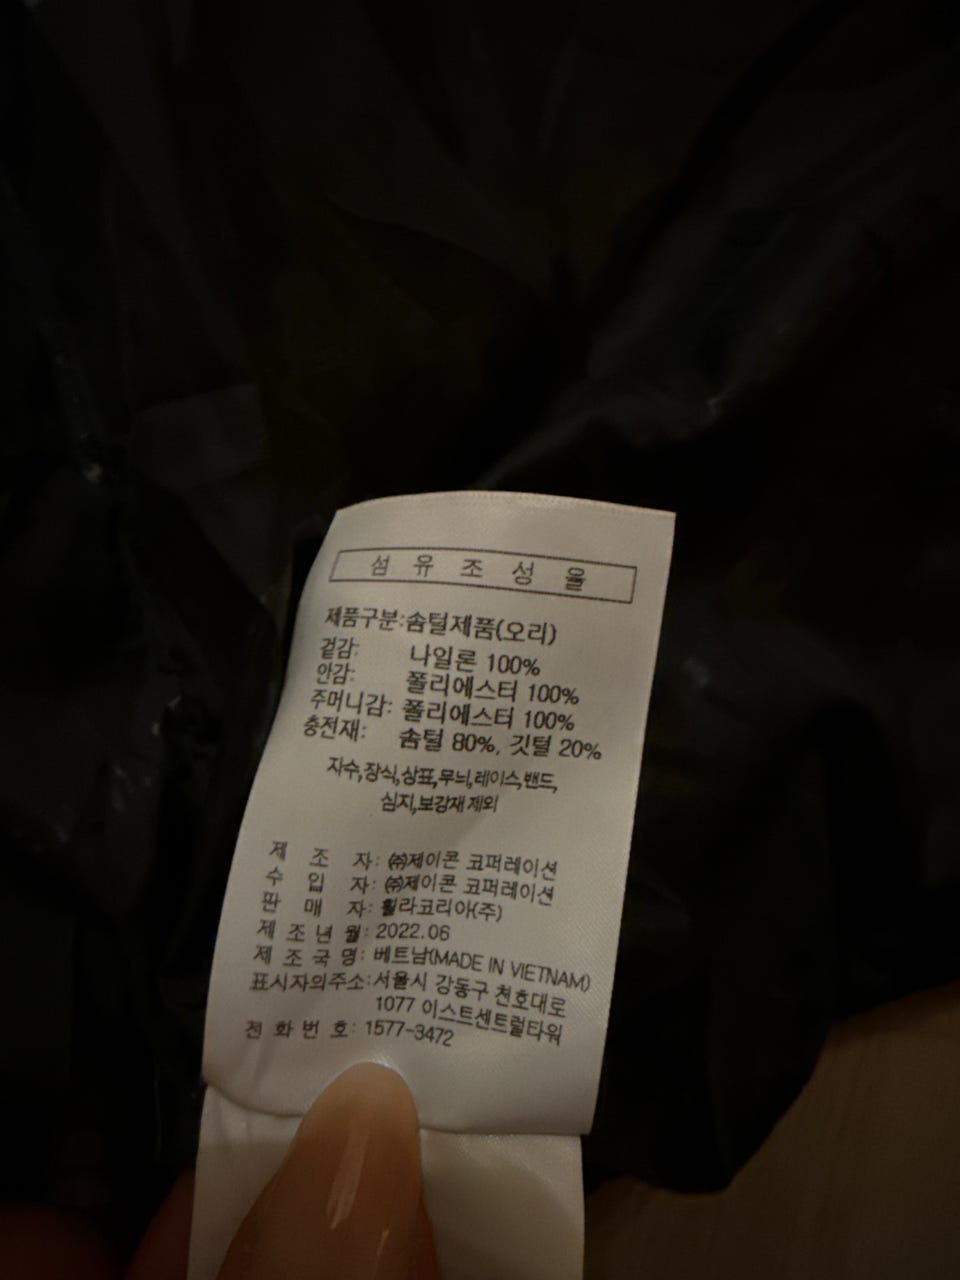 섬유조성율
제품구분:솜털제품(오리)
겉감: 나일론 100%
안감: 폴리에스터 100%
주머니감: 폴리에스터 100%
충전재: 솜털 80%, 깃털 20%
자수,장식,상표,무늬,레이스,밴드,
심지,보강재 제외
제 조 자: ㈜제이콘 코퍼레이션
수 입 자: ㈜제이콘 코퍼레이션
판 매 자: 휠라코리아(주)
제 조 년 월: 2022.06
제 조 국 명: 베트남(MADE IN VIETNAM)
표시자의주소:서울시 강동구 천호대로
1077 이스트센트럴타워
전 화 번 호: 1577-3472